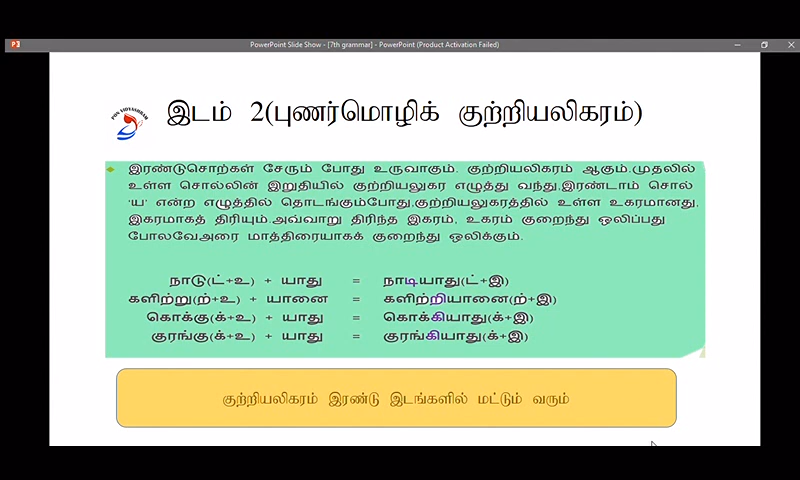 PowerPoint Slide Show - [7th grammar] - PowerPoint (Product Activation Failed)
PON VIDYASHRAM
இடம் 2(புணர்மொழிக் குற்றியலிகரம்)
இரண்டுசொற்கள் சேரும் போது உருவாகும். குற்றியலிகரம் ஆகும்.முதலில்
உள்ள சொல்லின் இறுதியில் குற்றியலுகர எழுத்து வந்து,இரண்டாம் சொல்
'ய' என்ற எழுத்தில் தொடங்கும்போது,குற்றியலுகரத்தில் உள்ள உகரமானது,
இகரமாகத் திரியும்.அவ்வாறு திரிந்த இகரம், உகரம் குறைந்து ஒலிப்பது
போலவேஅரை மாத்திரையாகக் குறைந்து ஒலிக்கும்.
நாடு(ட்+உ) + யாது = நாடியாது(ட்+இ)
களிற்று(ற்+உ) + யானை = களிற்றியானை(ற்+இ)
கொக்கு(க்+உ) + யாது = கொக்கியாது(க்+இ)
குரங்கு(க்+உ) + யாது = குரங்கியாது(க்+இ)
குற்றியலிகரம் இரண்டு இடங்களில் மட்டும் வரும்